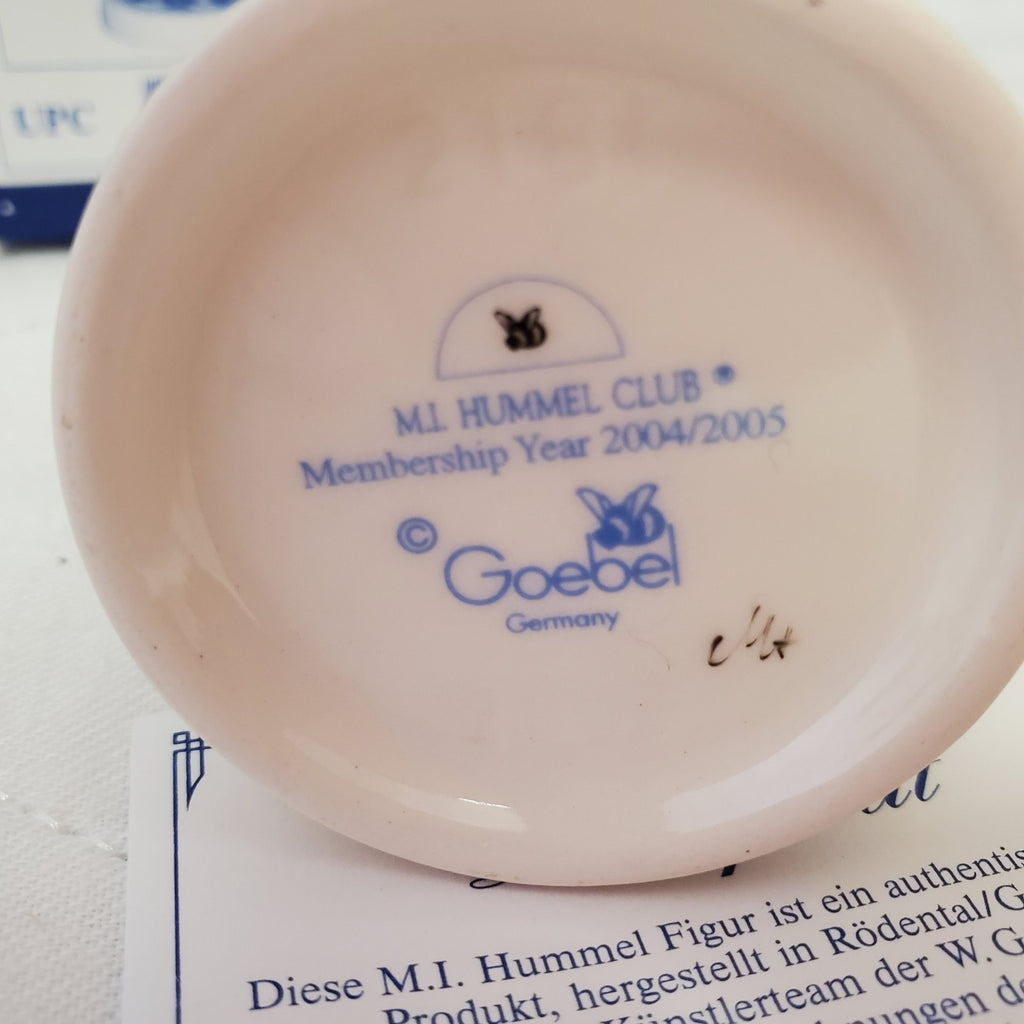 UPC
M.I. HUMMEL CLUB
Membership Year 2004/2005
© Goebel
Germany
Diese M.I. Hummel Figur ist ein
Produkt, hergestellt in Rödental/
Künstlerteam der W.